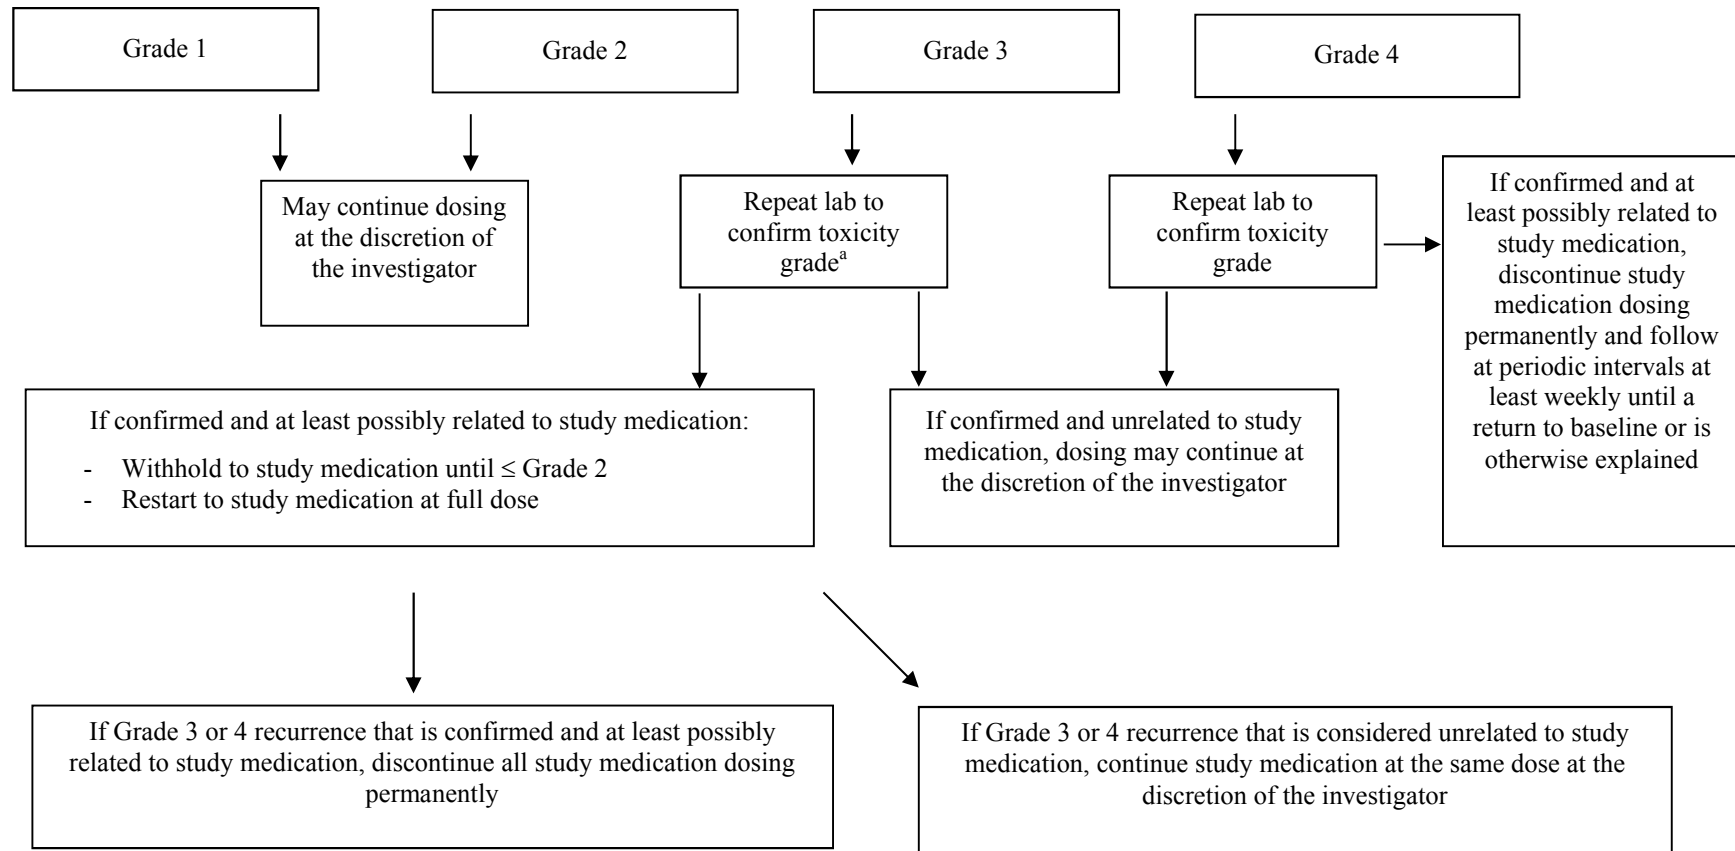 Grade 1
Grade 2
Grade 3
Grade 4
May continue dosing
at the discretion of
the investigator
Repeat lab to
confirm toxicity
gradeᵃ
Repeat lab to
confirm toxicity
grade
If confirmed and at
least possibly related to
study medication,
discontinue study
medication dosing
permanently and follow
at periodic intervals at
least weekly until a
return to baseline or is
otherwise explained
If confirmed and at least possibly related to study medication:
- Withhold to study medication until ≤ Grade 2
- Restart to study medication at full dose
If confirmed and unrelated to study
medication, dosing may continue at
the discretion of the investigator
If Grade 3 or 4 recurrence that is confirmed and at least possibly
related to study medication, discontinue all study medication dosing
permanently
If Grade 3 or 4 recurrence that is considered unrelated to study
medication, continue study medication at the same dose at the
discretion of the investigator